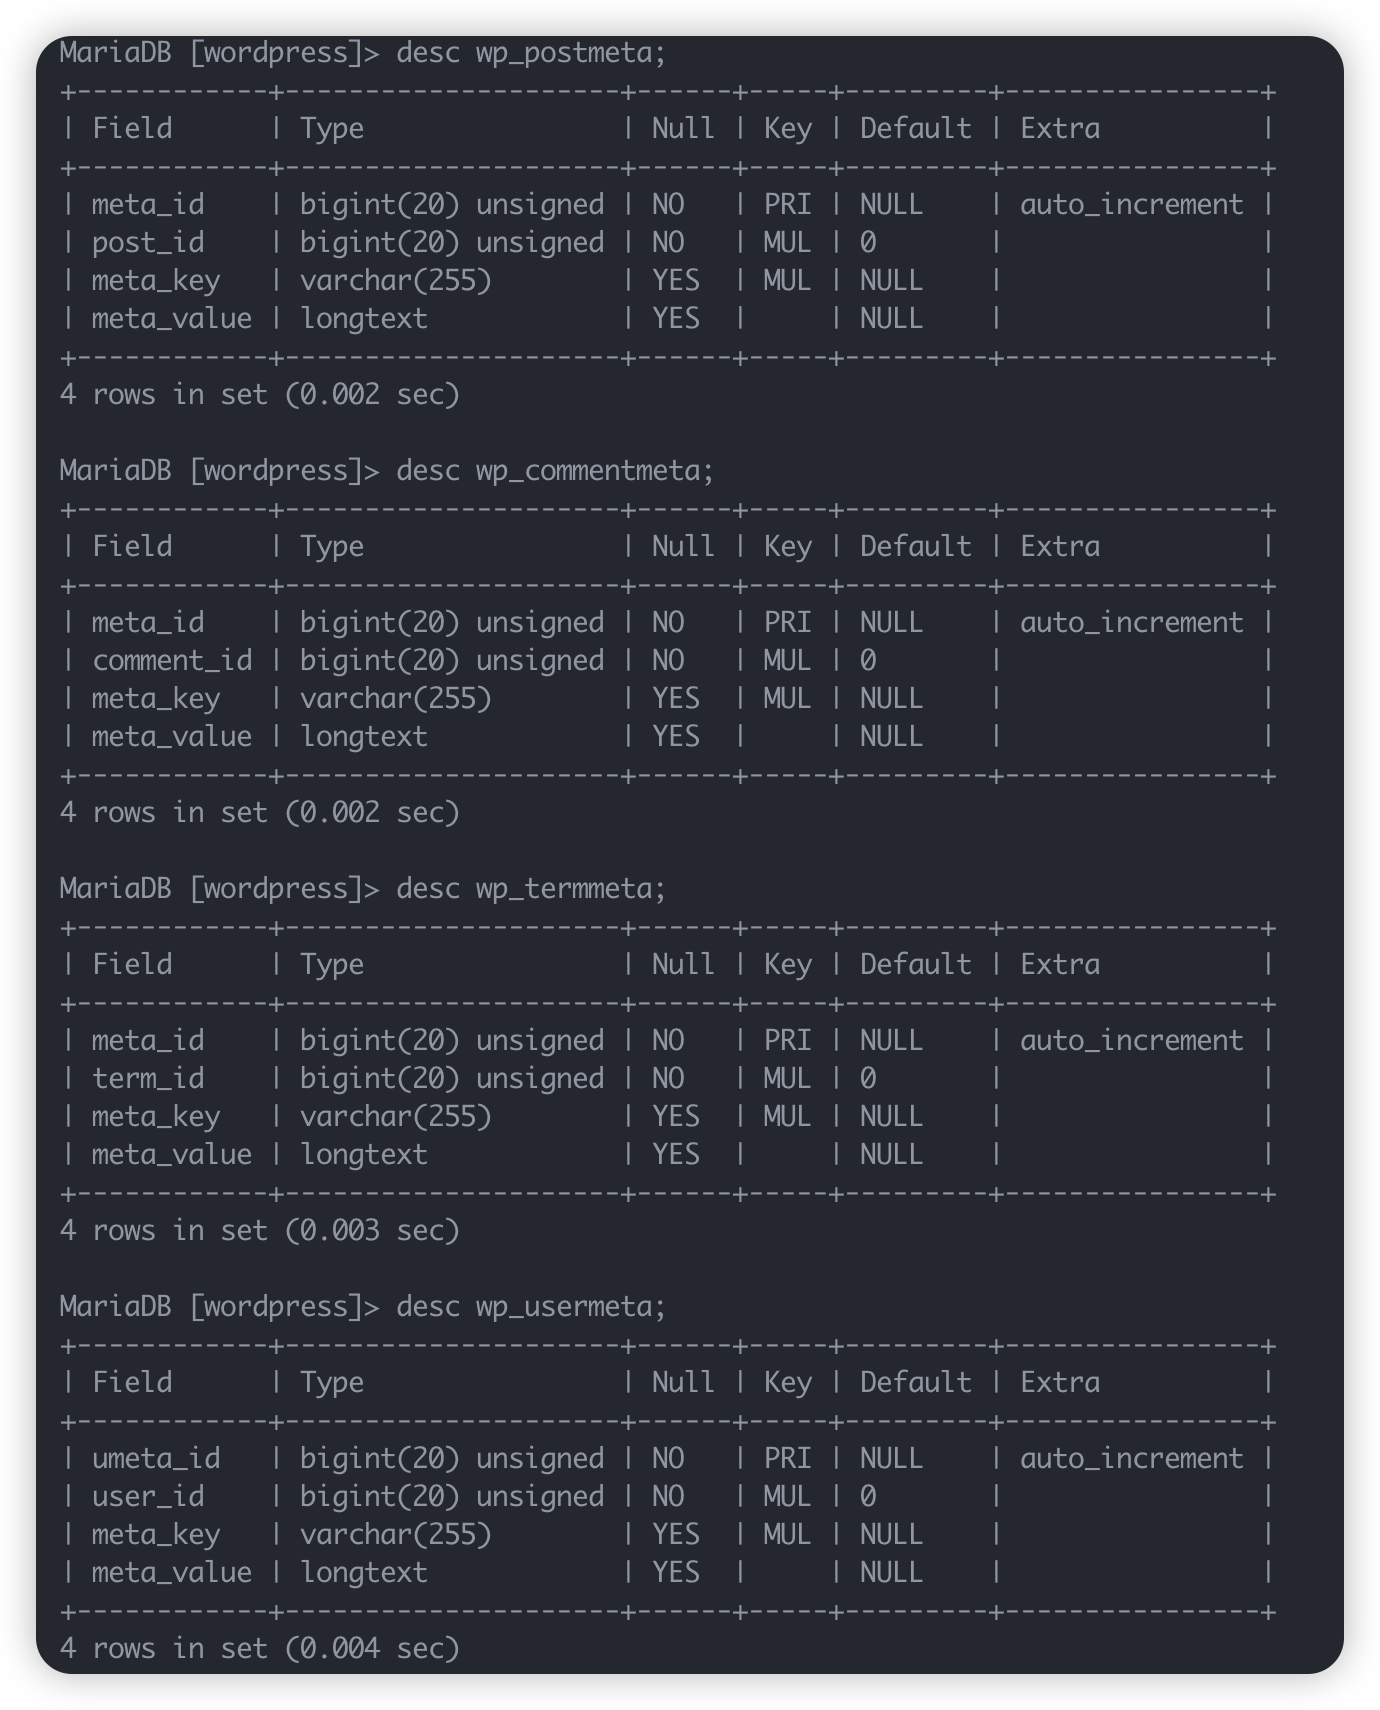 MariaDB [wordpress]> desc wp_postmeta;
+------------+---------------------+------+-----+---------+----------------+
| Field      | Type                | Null | Key | Default | Extra          |
+------------+---------------------+------+-----+---------+----------------+
| meta_id    | bigint(20) unsigned | NO   | PRI | NULL    | auto_increment |
| post_id    | bigint(20) unsigned | NO   | MUL | 0       |                |
| meta_key   | varchar(255)        | YES  | MUL | NULL    |                |
| meta_value | longtext            | YES  |     | NULL    |                |
+------------+---------------------+------+-----+---------+----------------+
4 rows in set (0.002 sec)

MariaDB [wordpress]> desc wp_commentmeta;
+------------+---------------------+------+-----+---------+----------------+
| Field      | Type                | Null | Key | Default | Extra          |
+------------+---------------------+------+-----+---------+----------------+
| meta_id    | bigint(20) unsigned | NO   | PRI | NULL    | auto_increment |
| comment_id | bigint(20) unsigned | NO   | MUL | 0       |                |
| meta_key   | varchar(255)        | YES  | MUL | NULL    |                |
| meta_value | longtext            | YES  |     | NULL    |                |
+------------+---------------------+------+-----+---------+----------------+
4 rows in set (0.002 sec)

MariaDB [wordpress]> desc wp_termmeta;
+------------+---------------------+------+-----+---------+----------------+
| Field      | Type                | Null | Key | Default | Extra          |
+------------+---------------------+------+-----+---------+----------------+
| meta_id    | bigint(20) unsigned | NO   | PRI | NULL    | auto_increment |
| term_id    | bigint(20) unsigned | NO   | MUL | 0       |                |
| meta_key   | varchar(255)        | YES  | MUL | NULL    |                |
| meta_value | longtext            | YES  |     | NULL    |                |
+------------+---------------------+------+-----+---------+----------------+
4 rows in set (0.003 sec)

MariaDB [wordpress]> desc wp_usermeta;
+------------+---------------------+------+-----+---------+----------------+
| Field      | Type                | Null | Key | Default | Extra          |
+------------+---------------------+------+-----+---------+----------------+
| umeta_id   | bigint(20) unsigned | NO   | PRI | NULL    | auto_increment |
| user_id    | bigint(20) unsigned | NO   | MUL | 0       |                |
| meta_key   | varchar(255)        | YES  | MUL | NULL    |                |
| meta_value | longtext            | YES  |     | NULL    |                |
+------------+---------------------+------+-----+---------+----------------+
4 rows in set (0.004 sec)